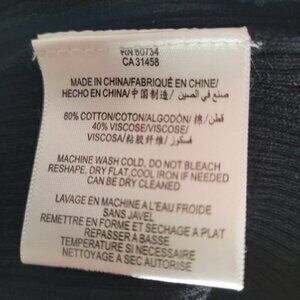 RN 80734
CA 31458
MADE IN CHINA/FABRIQUÉ EN CHINE/
HECHO EN CHINA/中国制造/صنع في الصين
60% COTTON/COTON/ALGODÓN/棉/قطن
40% VISCOSE/VISCOSE/
VISCOSA/粘胶纤维/فسكوز
MACHINE WASH COLD, DO NOT BLEACH
RESHAPE, DRY FLAT,COOL IRON IF NEEDED
CAN BE DRY CLEANED
LAVAGE EN MACHINE A L'EAU FROIDE
SANS JAVEL
REMETTRE EN FORME ET SECHAGE A PLAT
REPASSER A BASSE
TEMPERATURE SI NECESSAIRE
NETTOYAGE A SEC AUTORISE